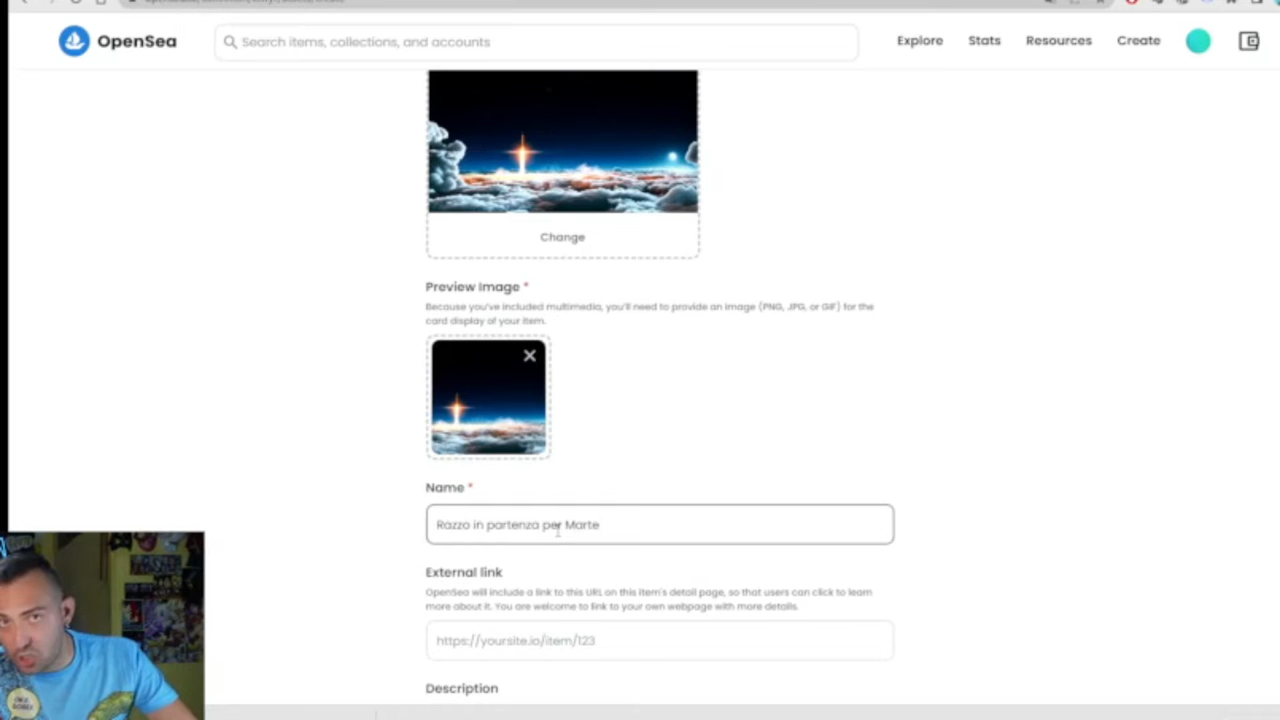 OpenSea
Search items, collections, and accounts
Explore
Stats
Resources
Create
Change
Preview Image *
Because you've included multimedia, you'll need to provide an image (PNG, JPG, or GIF) for the
card display of your item.
Name *
Razzo in partenza per Marte
External link
OpenSea will include a link to this URL on this item's detail page, so that users can click to learn
more about it. You are welcome to link to your own webpage with more details.
https://yoursite.io/item/123
Description